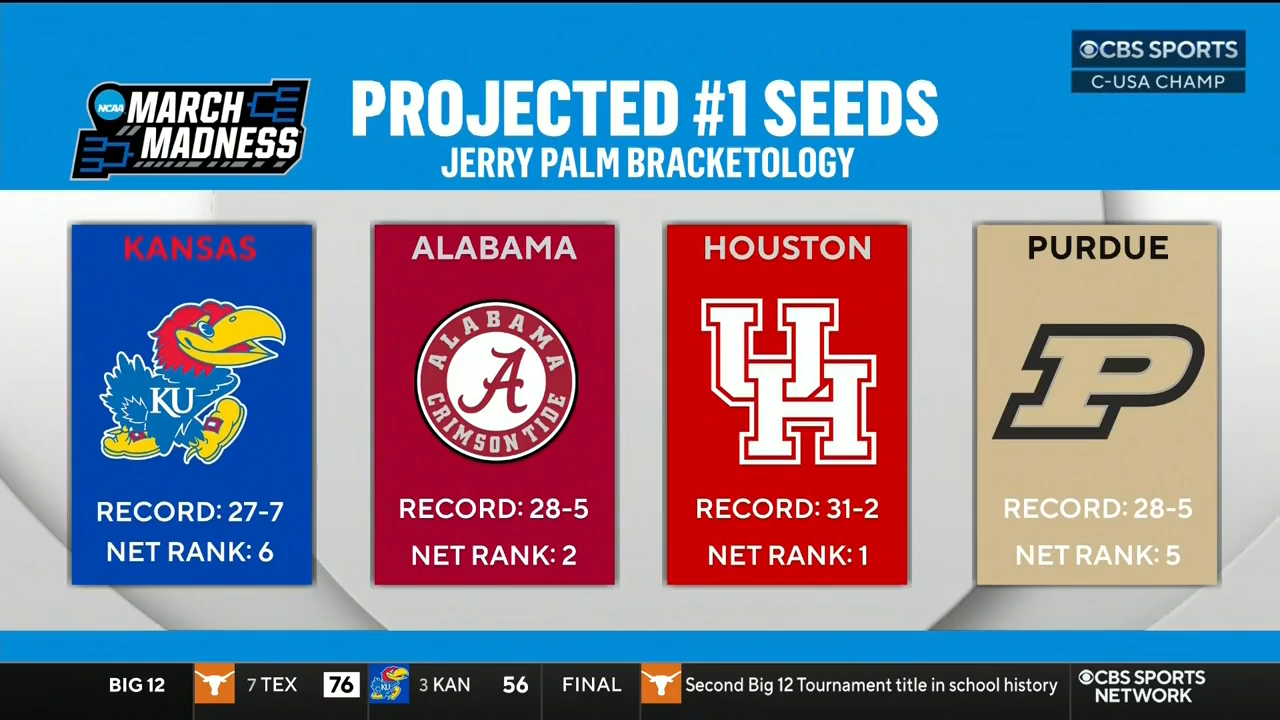 CBS SPORTS
C-USA CHAMP
NCAA
MARCH
MADNESS
PROJECTED #1 SEEDS
JERRY PALM BRACKETOLOGY
KANSAS
KU
RECORD: 27-7
NET RANK: 6
ALABAMA
ALABAMA
A
CRIMSON TIDE
RECORD: 28-5
NET RANK: 2
HOUSTON
UH
RECORD: 31-2
NET RANK: 1
PURDUE
P
RECORD: 28-5
NET RANK: 5
BIG 12 7 TEX 76 3 KAN 56 FINAL Second Big 12 Tournament title in school history
CBS SPORTS
NETWORK